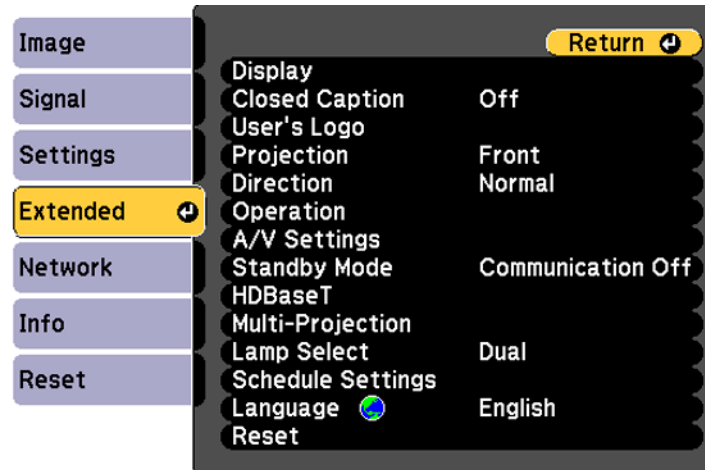 Image
Signal
Settings
Extended
Network
Info
Reset
Return
Display
Closed Caption Off
User's Logo
Projection Front
Direction Normal
Operation
A/V Settings
Standby Mode Communication Off
HDBaseT
Multi-Projection
Lamp Select Dual
Schedule Settings
Language English
Reset